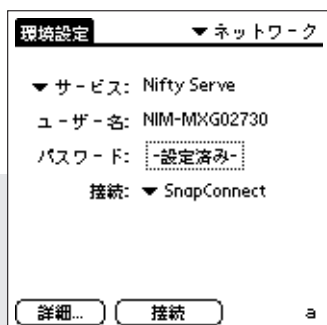 環境設定 ▼ ネットワーク
▼ サービス: Nifty Serve
ユーザー名: NIM-MXG02730
パスワード: -設定済み-
接続: ▼ SnapConnect
詳細... 接続 a